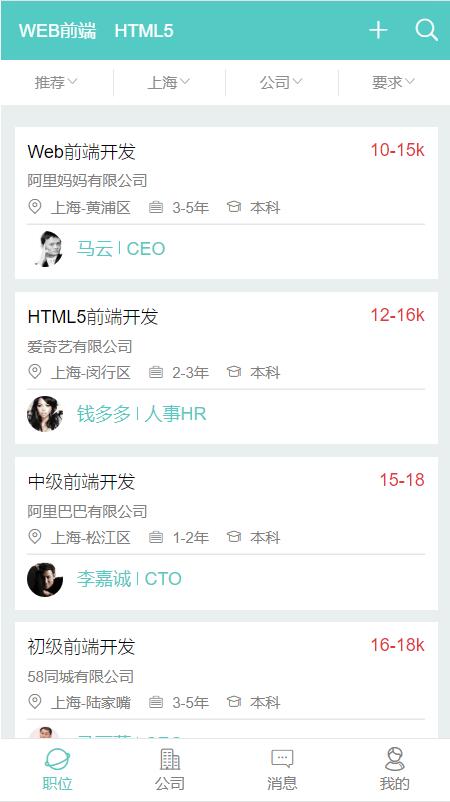 WEB前端 HTML5
推荐 上海 公司 要求
Web前端开发 10-15k
阿里妈妈有限公司
上海-黄浦区 3-5年 本科
马云 | CEO
HTML5前端开发 12-16k
爱奇艺有限公司
上海-闵行区 2-3年 本科
钱多多 | 人事HR
中级前端开发 15-18
阿里巴巴有限公司
上海-松江区 1-2年 本科
李嘉诚 | CTO
初级前端开发 16-18k
58同城有限公司
上海-陆家嘴 3-5年 本科
职位 公司 消息 我的